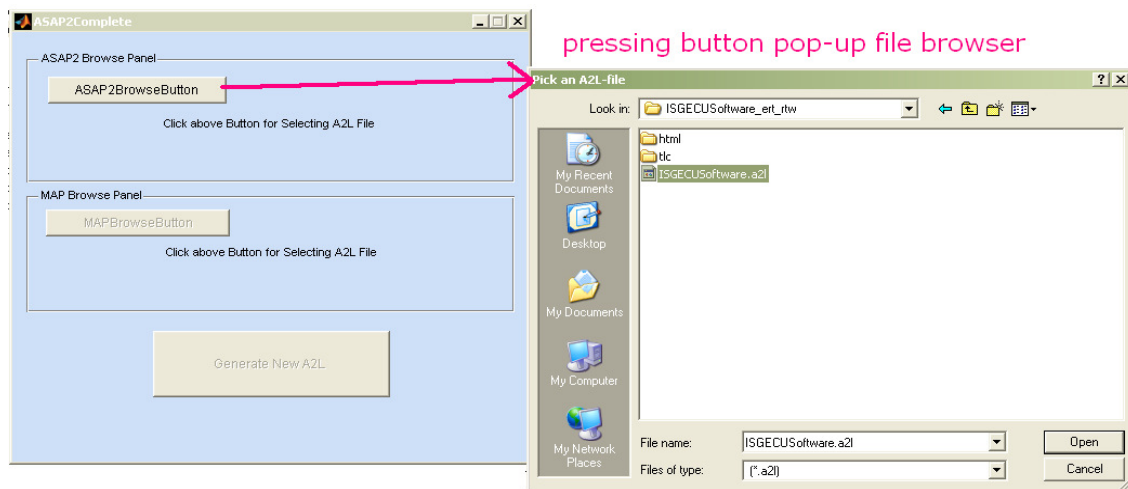 ASAP2Complete
ASAP2 Browse Panel
ASAP2BrowseButton
Click above Button for Selecting A2L File
MAP Browse Panel
MAPBrowseButton
Click above Button for Selecting A2L File
Generate New A2L
pressing button pop-up file browser
Pick an A2L-file
Look in:
ISGECUSoftware_ert_rtw
html
tlc
ISGECUSoftware.a2l
My Recent
Documents
Desktop
My Documents
My Computer
My Network
Places
File name:
ISGECUSoftware.a2l
Open
Files of type:
(*.a2l)
Cancel